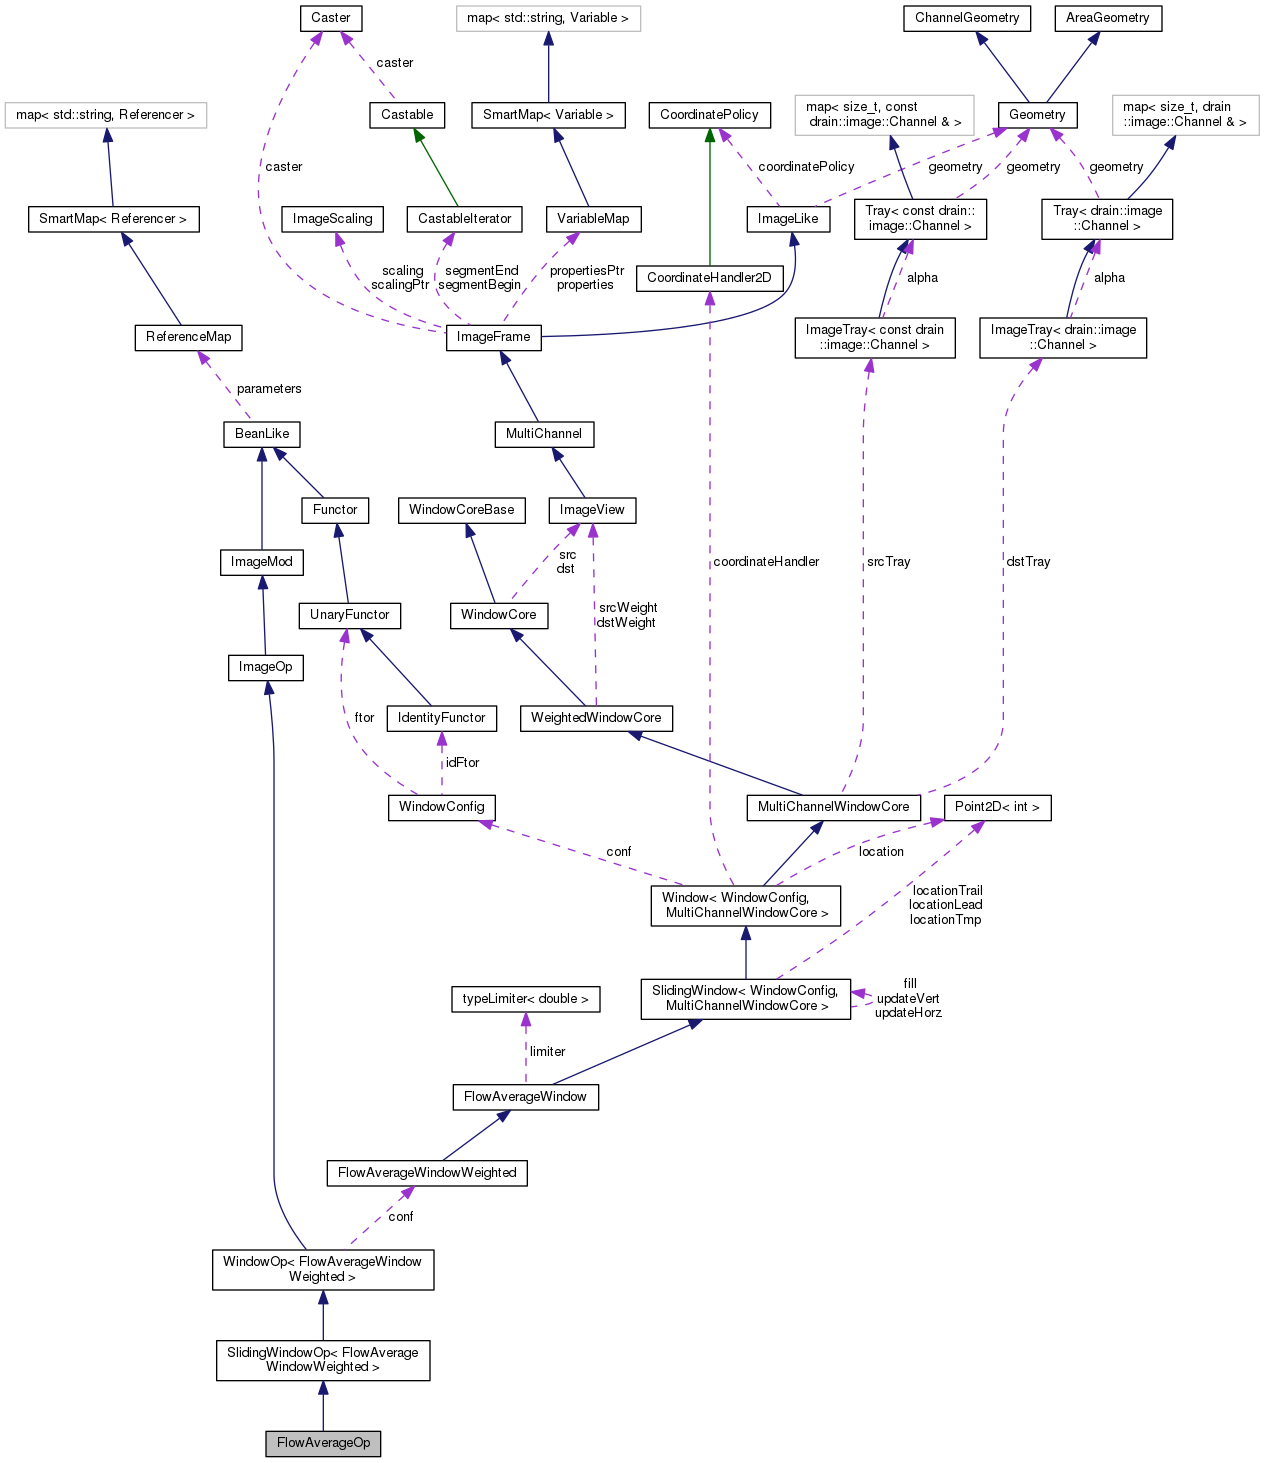 Caster
map< std::string, Variable >
ChannelGeometry
AreaGeometry
caster
map< std::string, Referencer >
Castable
SmartMap< Variable >
CoordinatePolicy
map< size_t, const
drain::image::Channel & >
Geometry
map< size_t, drain
::image::Channel & >
caster
coordinatePolicy
geometry
geometry
geometry
SmartMap< Referencer >
ImageScaling
CastableIterator
VariableMap
ImageLike
Tray< const drain::
image::Channel >
Tray< drain::image
::Channel >
scaling
scalingPtr
segmentEnd
segmentBegin
propertiesPtr
properties
CoordinateHandler2D
alpha
alpha
ReferenceMap
ImageFrame
ImageTray< const drain
::image::Channel >
ImageTray< drain::image
::Channel >
parameters
BeanLike
MultiChannel
Functor
WindowCoreBase
ImageView
ImageMod
src
dst
coordinateHandler
srcTray
dstTray
UnaryFunctor
WindowCore
srcWeight
dstWeight
ImageOp
ftor
IdentityFunctor
WeightedWindowCore
idFtor
WindowConfig
MultiChannelWindowCore
Point2D< int >
conf
location
Window< WindowConfig,
MultiChannelWindowCore >
locationTrail
locationLead
locationTmp
typeLimiter< double >
SlidingWindow< WindowConfig,
MultiChannelWindowCore >
fill
updateVert
updateHorz
limiter
FlowAverageWindow
FlowAverageWindowWeighted
conf
WindowOp< FlowAverageWindow
Weighted >
SlidingWindowOp< FlowAverage
WindowWeighted >
FlowAverageOp